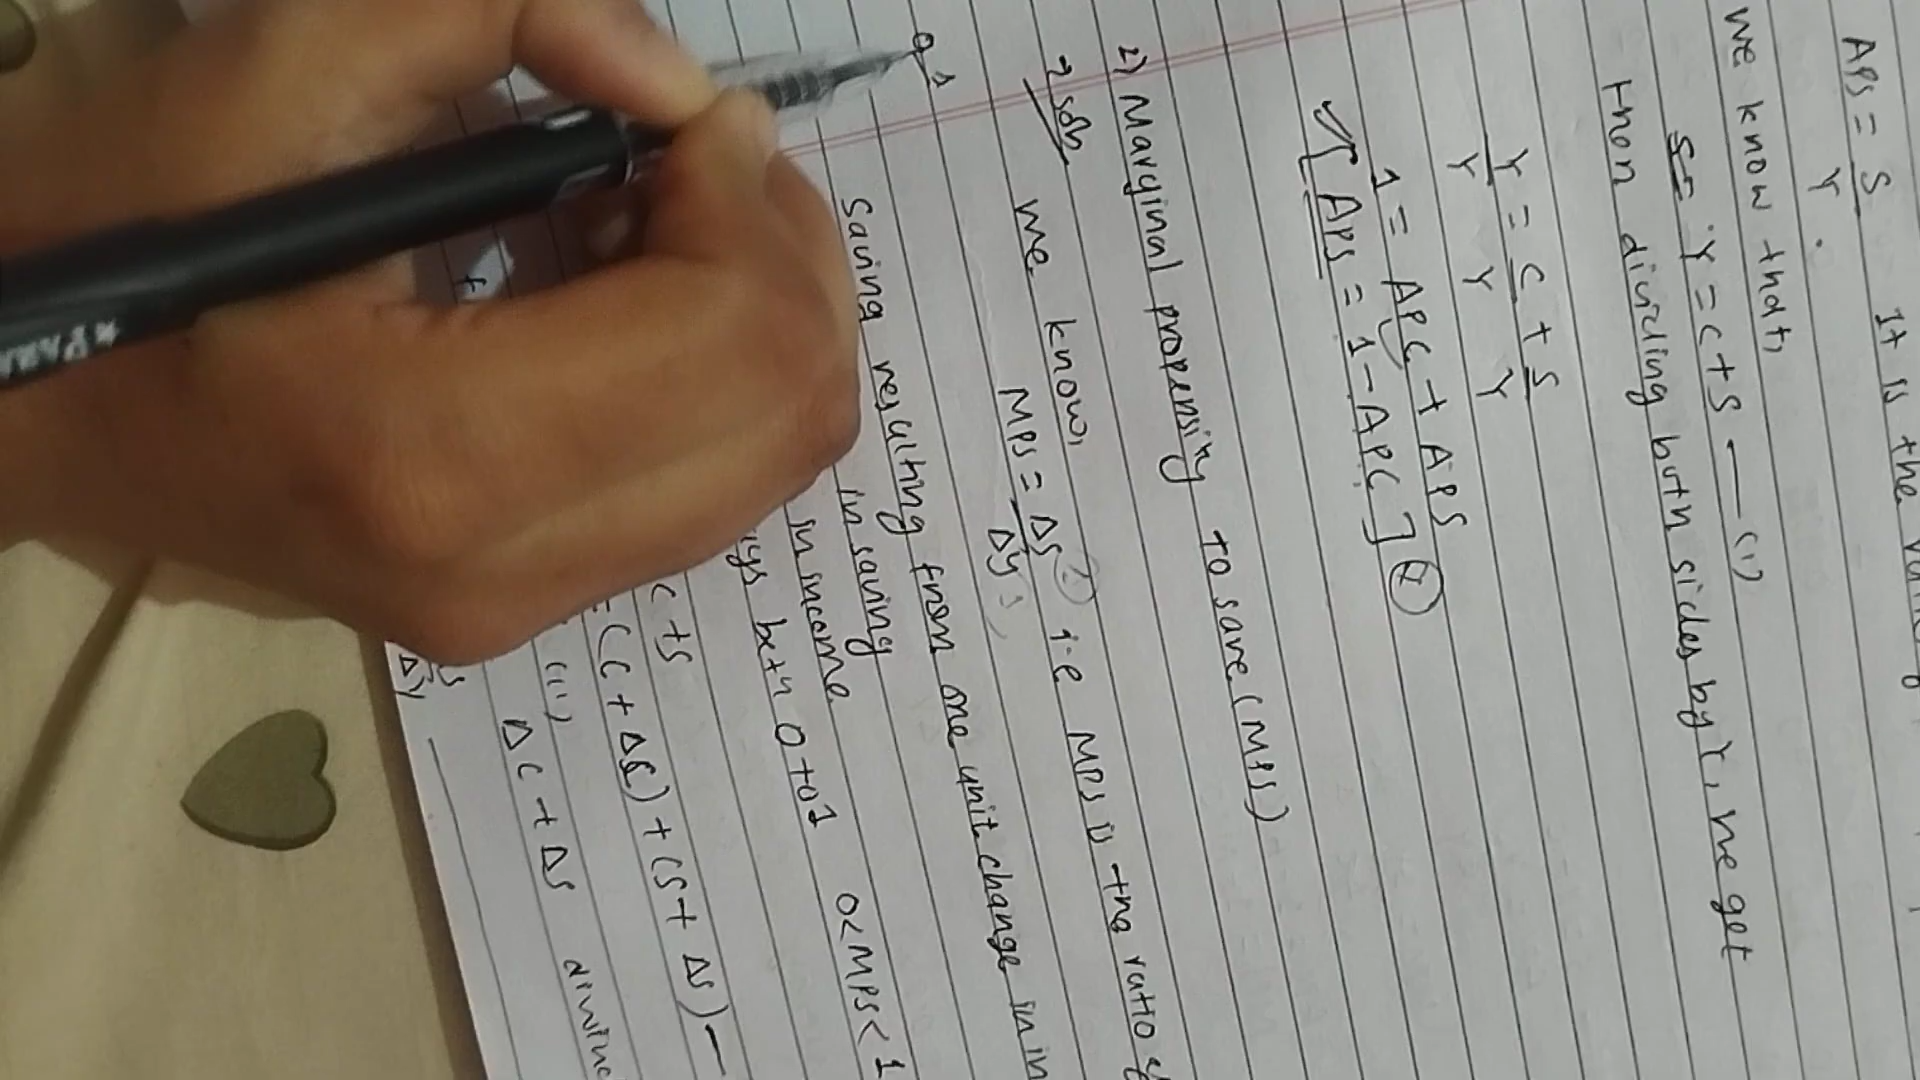 APS = S/Y It is the
we know that,
S= Y = C + S — (1)
then dividing both sides by Y, we get
Y/Y = C/Y + S/Y
1 = APC + APS
[APS = 1 - APC]
2) Marginal propensity to save (MPS)
we know,
MPS = ΔS/ΔY i.e MPS is the ratio of
saving resulting from one unit change in in
in saving
in income
betn 0 to 1 0<MPS<1
C + S
= (C + ΔC) + (S + ΔS) —
(ii)
ΔC + ΔS
ΔY
PARA